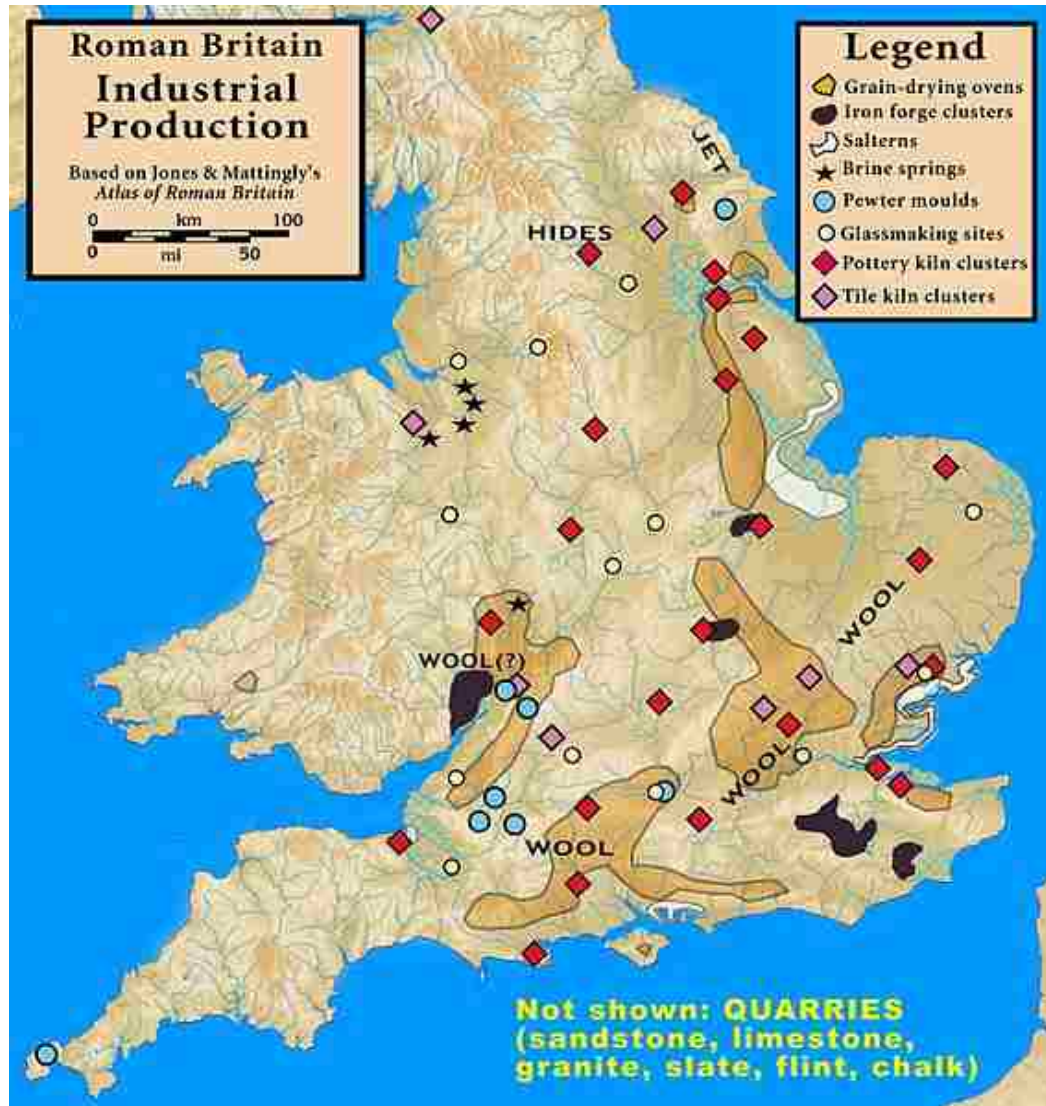 Roman Britain
Industrial
Production
Based on Jones & Mattingly's
Atlas of Roman Britain
0 km 100
0 mi 50
Legend
Grain-drying ovens
Iron forge clusters
Salterns
Brine springs
Pewter moulds
Glassmaking sites
Pottery kiln clusters
Tile kiln clusters
JET
HIDES
WOOL
WOOL(?)
WOOL
WOOL
Not shown: QUARRIES
(sandstone, limestone,
granite, slate, flint, chalk)